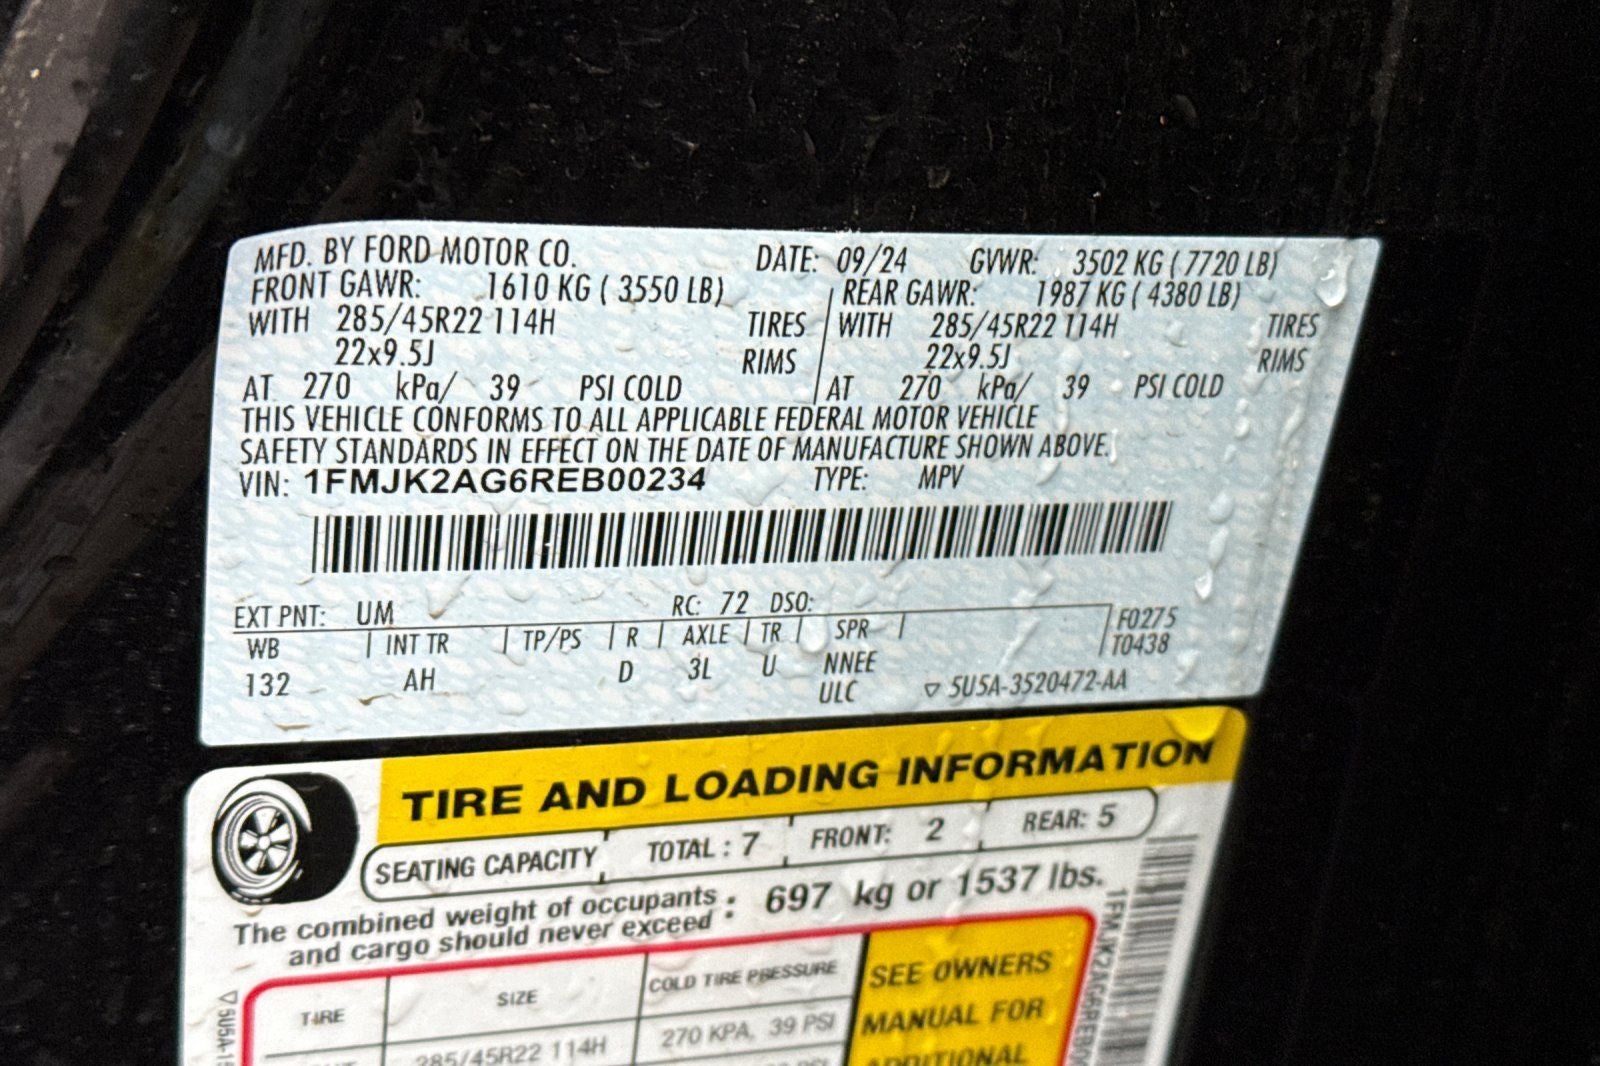 MFD. BY FORD MOTOR CO. DATE: 09/24 GVWR: 3502 KG ( 7720 LB)
FRONT GAWR: 1610 KG ( 3550 LB) REAR GAWR: 1987 KG ( 4380 LB)
WITH 285/45R22 114H TIRES WITH 285/45R22 114H TIRES
22x9.5J RIMS 22x9.5J RIMS
AT 270 kPa/ 39 PSI COLD AT 270 kPa/ 39 PSI COLD
THIS VEHICLE CONFORMS TO ALL APPLICABLE FEDERAL MOTOR VEHICLE
SAFETY STANDARDS IN EFFECT ON THE DATE OF MANUFACTURE SHOWN ABOVE.
VIN: 1FMJK2AG6REB00234 TYPE: MPV
EXT PNT: UM RC: 72 DSO:
WB INT TR TP/PS R AXLE TR SPR F0275
T0438
132 AH D 3L U NNEE
ULC ▽ 5U5A-3520472-AA
TIRE AND LOADING INFORMATION
SEATING CAPACITY TOTAL : 7 FRONT: 2 REAR: 5
The combined weight of occupants : 697 kg or 1537 lbs.
and cargo should never exceed
TIRE SIZE COLD TIRE PRESSURE SEE OWNERS
285/45R22 114H 270 KPA, 39 PSI MANUAL FOR
ADDITIONAL